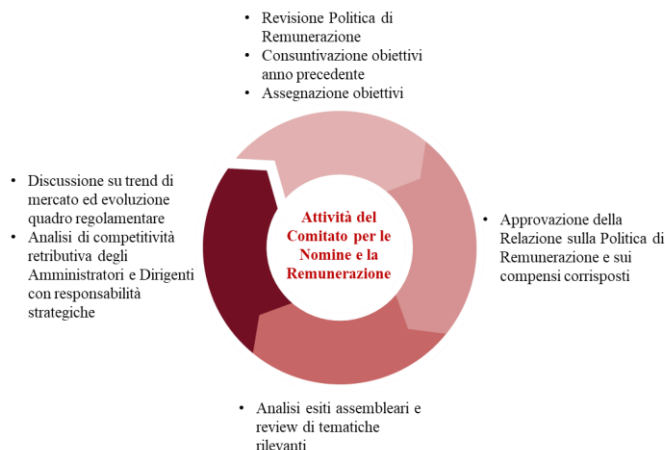 • Revisione Politica di
Remunerazione
• Consuntivazione obiettivi
anno precedente
• Assegnazione obiettivi
• Discussione su trend di
mercato ed evoluzione
quadro regolamentare
• Analisi di competitività
retributiva degli
Amministratori e Dirigenti
con responsabilità
strategiche
Attività del
Comitato per le
Nomine e la
Remunerazione
• Approvazione della
Relazione sulla Politica di
Remunerazione e sui
compensi corrisposti
• Analisi esiti assembleari e
review di tematiche
rilevanti